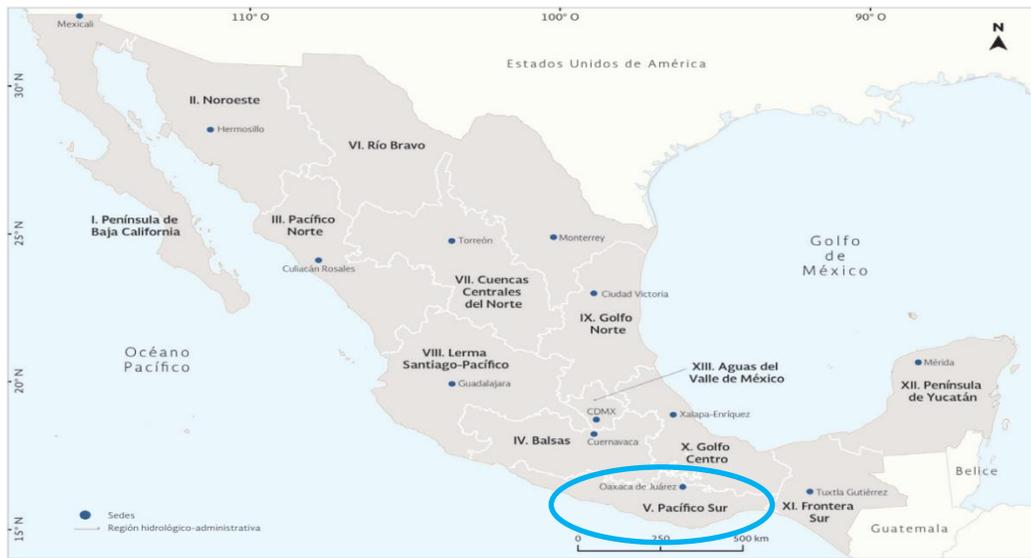 110° O
100° O
90° O
Mexicali
N
Estados Unidos de América
30° N
II. Noroeste
Hermosillo
VI. Río Bravo
I. Península de
Baja California
III. Pacífico
Norte
Culiacán Rosales
25° N
Torreón
Monterrey
Golfo
de
México
VII. Cuencas
Centrales
del Norte
Ciudad Victoria
IX. Golfo
Norte
Océano
Pacífico
VIII. Lerma
Santiago-Pacífico
Guadalajara
XIII. Aguas del
Valle de México
Mérida
XII. Península
de Yucatán
20° N
CDMX
Xalapa-Enríquez
IV. Balsas
Cuernavaca
X. Golfo
Centro
Belice
Oaxaca de Juárez
V. Pacífico Sur
Tuxtla Gutiérrez
XI. Frontera
Sur
Guatemala
15° N
Sedes
Región hidrológico-administrativa
0
250
500 km